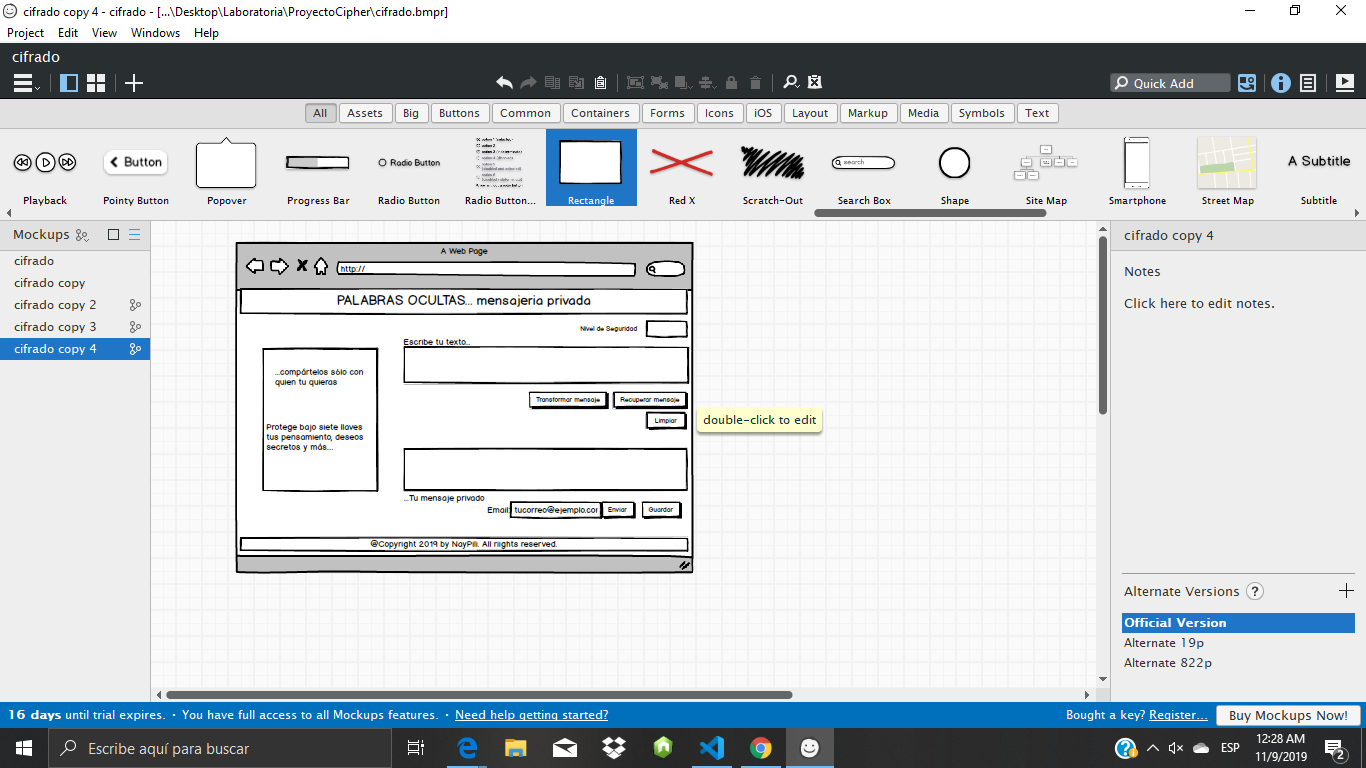 cifrado copy 4 - cifrado - [...\Desktop\Laboratoria\ProyectoCipher\cifrado.bmpr]
Project Edit View Windows Help
cifrado
Quick Add
All Assets Big Buttons Common Containers Forms Icons iOS Layout Markup Media Symbols Text
Button
Radio Button
search
A Subtitle
Playback Pointy Button Popover Progress Bar Radio Button Radio Button... Rectangle Red X Scratch-Out Search Box Shape Site Map Smartphone Street Map Subtitle
Mockups
cifrado
cifrado copy
cifrado copy 2
cifrado copy 3
cifrado copy 4
A Web Page
http://
PALABRAS OCULTAS... mensajeria privada
Nivel de Seguridad
Escribe tu texto..
...compártelos sólo con
quien tu quieras
Transformar mensaje Recuperar mensaje
Limpiar
double-click to edit
Protege bajo siete llaves
tus pensamiento, deseos
secretos y más...
...Tu mensaje privado
Email: tucorreo@ejemplo.cor Enviar Guardar
@Copyright 2019 by NayPili. All riights reserved.
cifrado copy 4
Notes
Click here to edit notes.
Alternate Versions ?
Official Version
Alternate 19p
Alternate 822p
16 days until trial expires. · You have full access to all Mockups features. · Need help getting started?
Bought a key? Register... Buy Mockups Now!
Escribe aquí para buscar
ESP
12:28 AM
11/9/2019
2